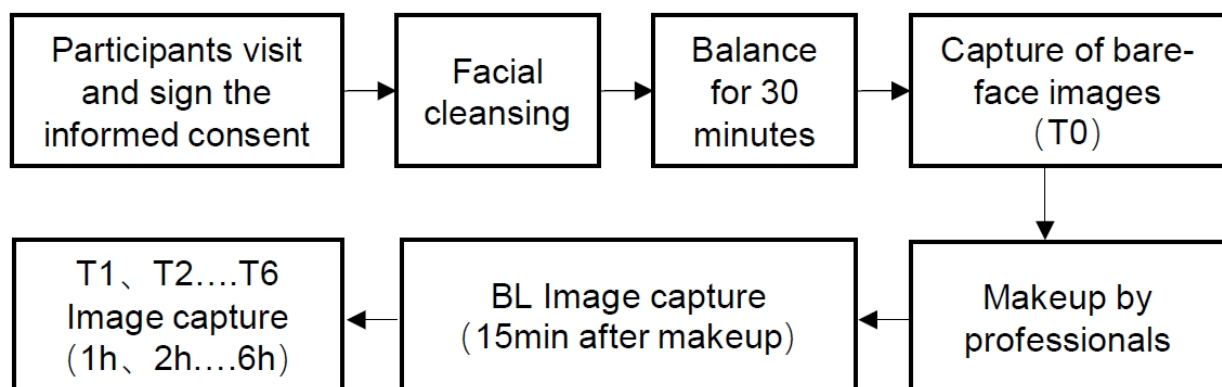 Participants visit
and sign the
informed consent
Facial
cleansing
Balance
for 30
minutes
Capture of bare-
face images
（T0）
Makeup by
professionals
BL Image capture
（15min after makeup）
T1、T2....T6
Image capture
（1h、2h....6h）